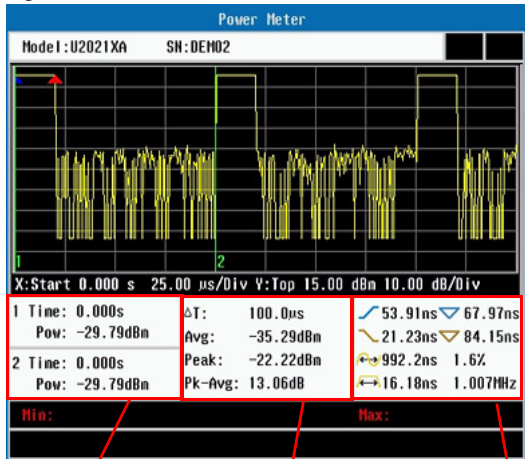 Power Meter
Model:U2021XA SN:DEMO2
1 2
X:Start 0.000 s 25.00 µs/Div Y:Top 15.00 dBm 10.00 dB/Div
1 Time: 0.000s
Pow: -29.79dBm
2 Time: 0.000s
Pow: -29.79dBm
ΔT: 100.0µs
Avg: -35.29dBm
Peak: -22.22dBm
Pk-Avg: 13.06dB
53.91ns 67.97ns
21.23ns 84.15ns
992.2ns 1.6%
16.18ns 1.007MHz
Min: Max: